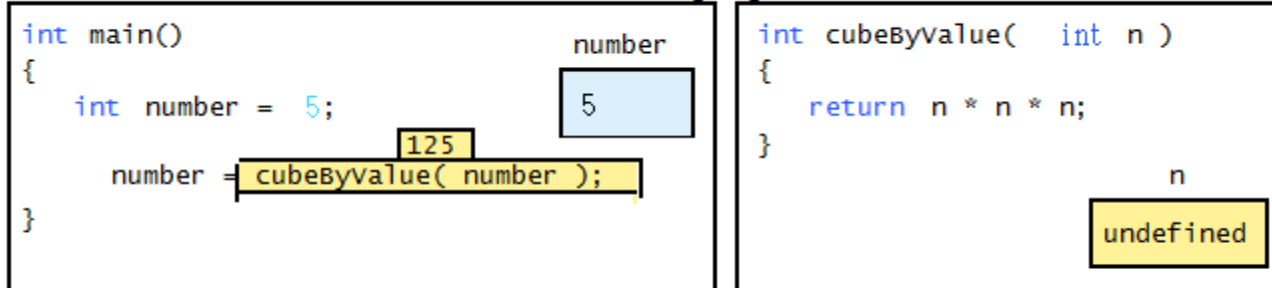 int main()
number
{
int number = 5;
5
125
number = cubeByValue( number );
}
int cubeByValue( int n )
{
return n * n * n;
}
n
undefined